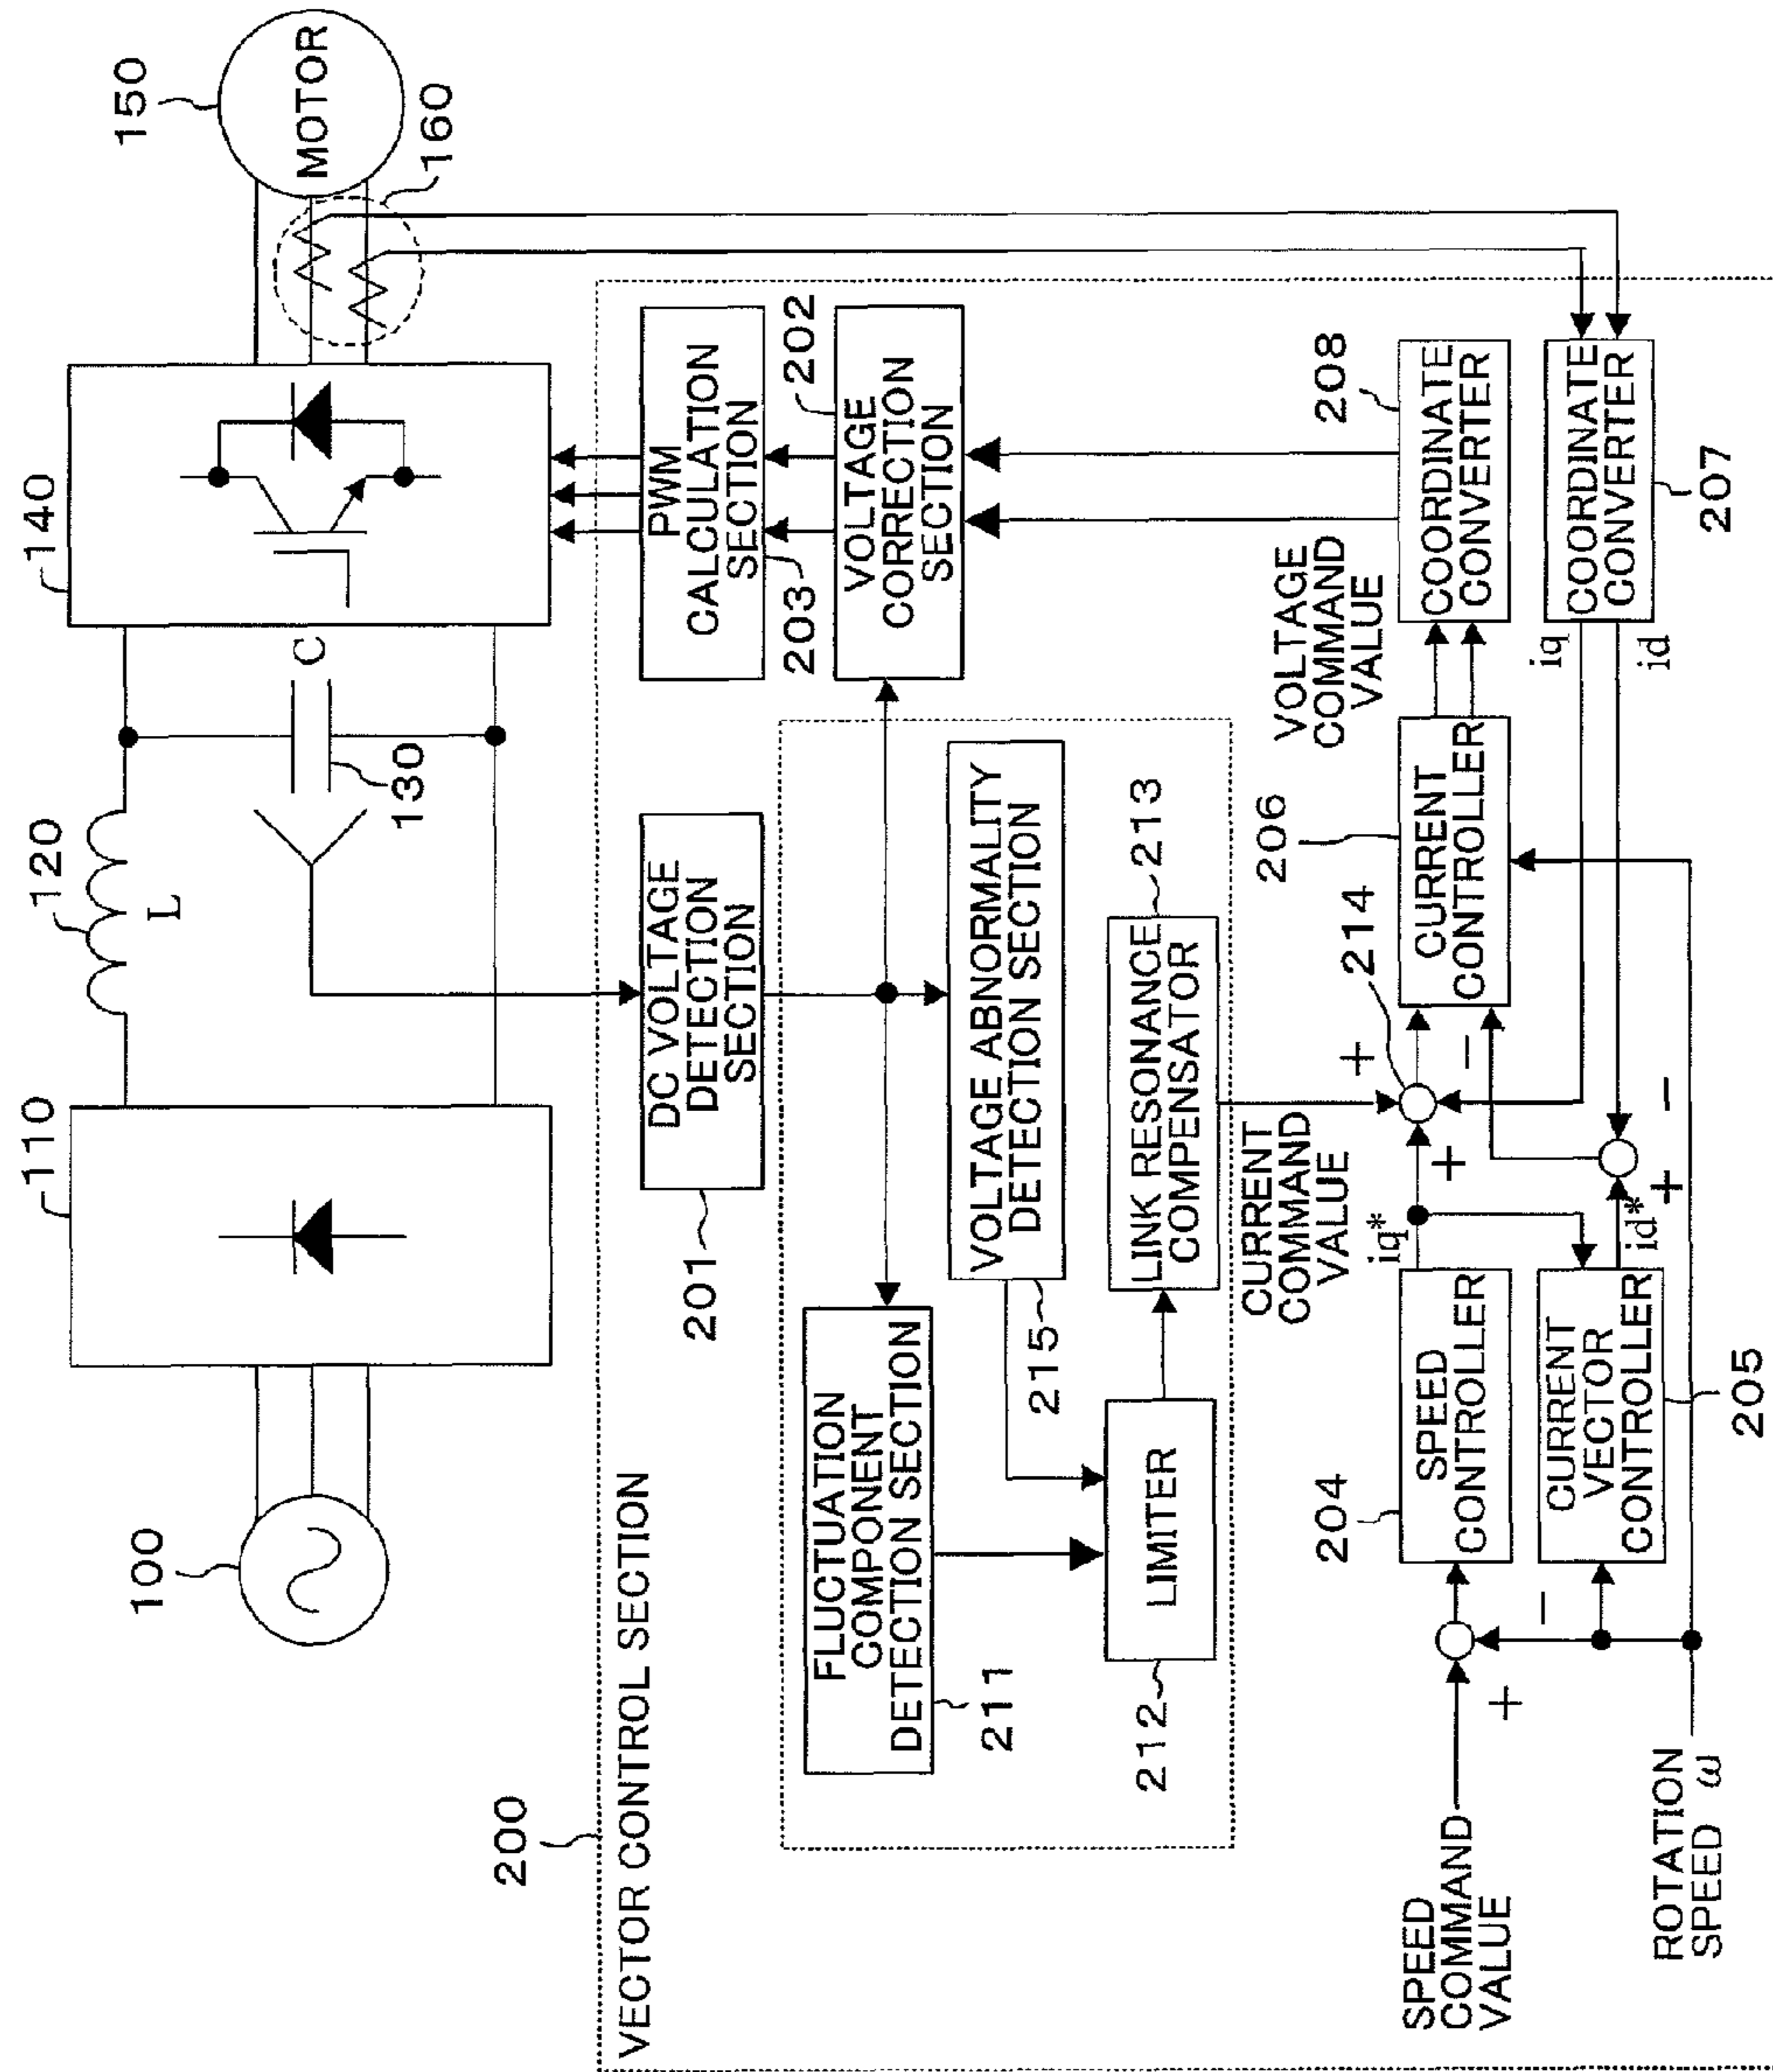 100
110
120
L
C
130
140
150
MOTOR
160
200
VECTOR CONTROL SECTION
201
DC VOLTAGE
DETECTION
SECTION
PWM
CALCULATION
SECTION
203
202
VOLTAGE
CORRECTION
SECTION
FLUCTUATION
COMPONENT
DETECTION SECTION
211
VOLTAGE ABNORMALITY
DETECTION SECTION
215
LIMITER
212
LINK RESONANCE
COMPENSATOR
213
CURRENT
COMMAND
VALUE
SPEED
COMMAND
VALUE
+
−
204
SPEED
CONTROLLER
iq*
+
+
−
214
206
CURRENT
CONTROLLER
VOLTAGE
COMMAND
VALUE
208
COORDINATE
CONVERTER
CURRENT
VECTOR
CONTROLLER
205
id*
+
−
iq
id
COORDINATE
CONVERTER
207
ROTATION
SPEED ω